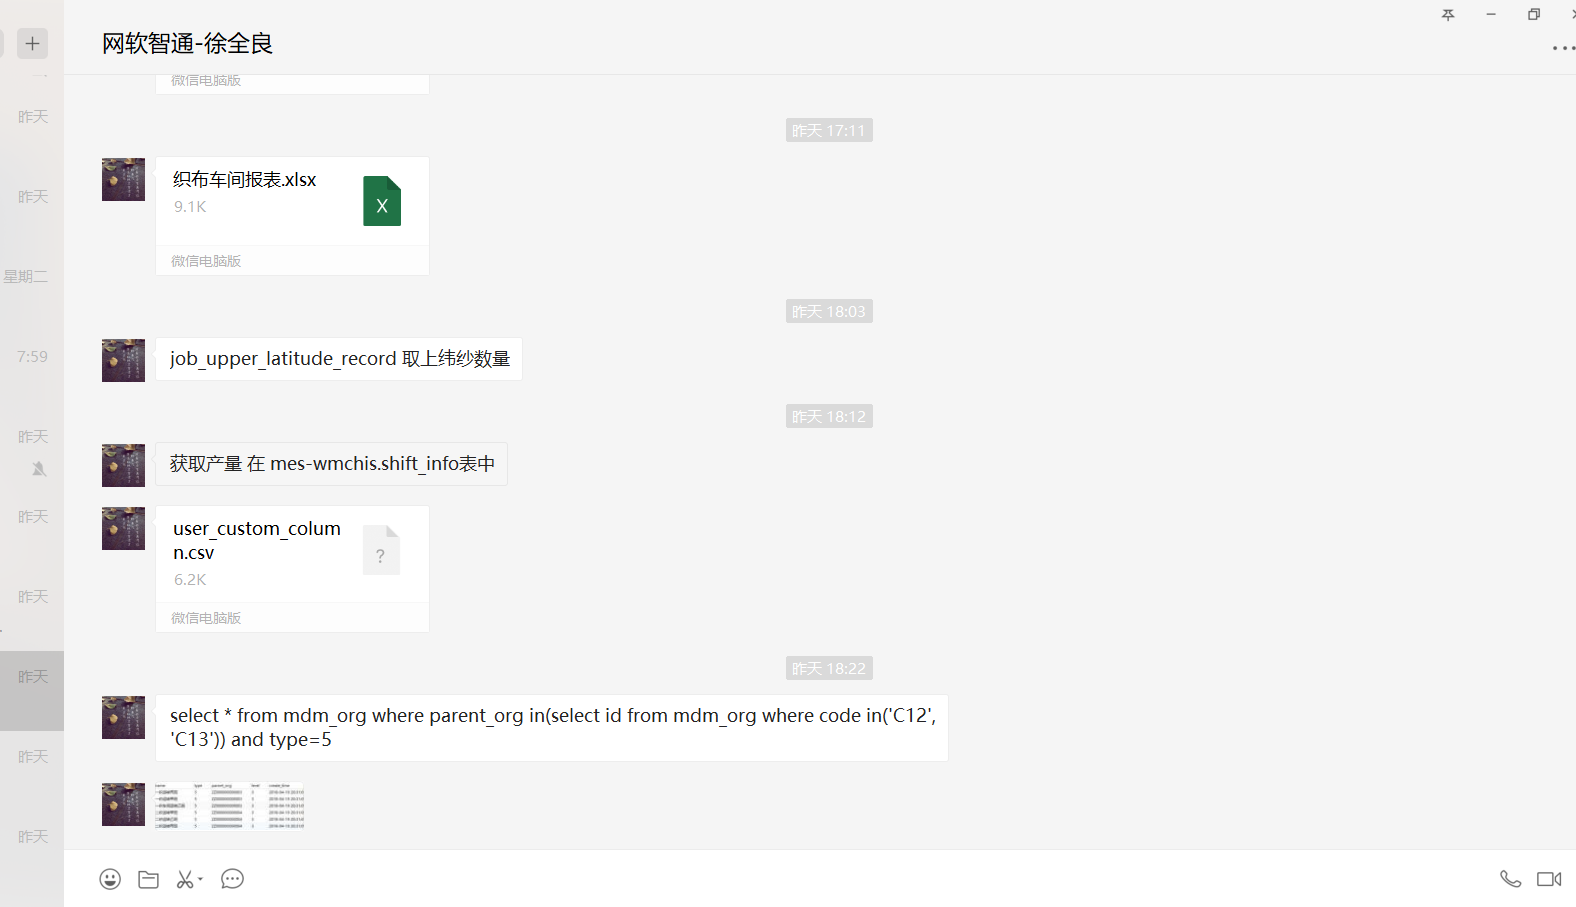 网软智通-徐全良
昨天
昨天
星期二
7:59
昨天
昨天
昨天
昨天
昨天
昨天
微信电脑版
昨天 17:11
织布车间报表.xlsx
9.1K
X
微信电脑版
昨天 18:03
job_upper_latitude_record 取上纬纱数量
昨天 18:12
获取产量 在 mes-wmchis.shift_info表中
user_custom_colum
n.csv
?
6.2K
微信电脑版
昨天 18:22
select * from mdm_org where parent_org in(select id from mdm_org where code in('C12',
'C13')) and type=5
name type parent_org level create_time